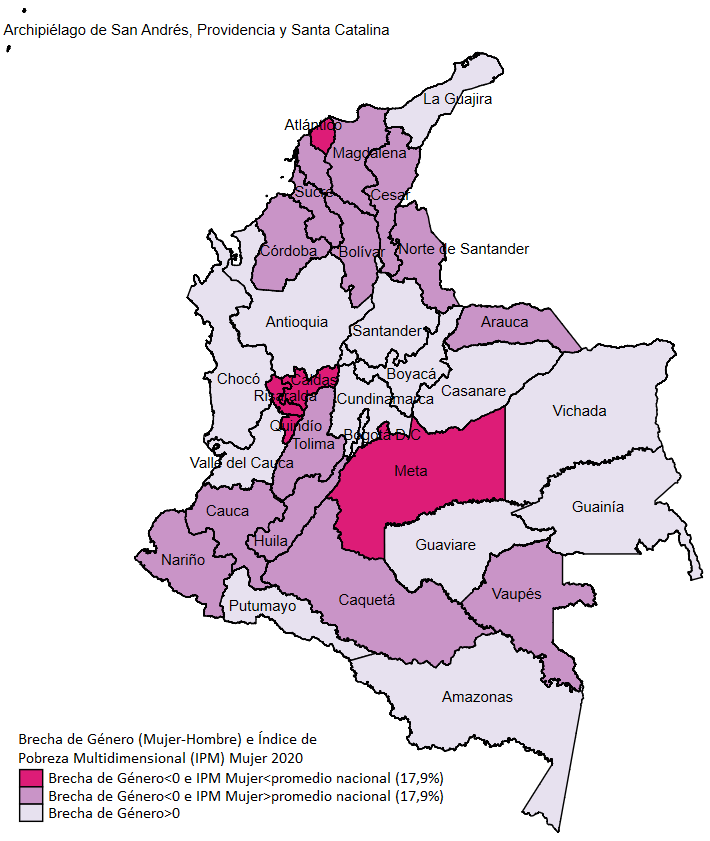 Archipiélago de San Andrés, Providencia y Santa Catalina
La Guajira
Atlántico
Magdalena
Sucre
Cesar
Córdoba
Bolívar
Norte de Santander
Antioquia
Santander
Arauca
Chocó
Caldas
Boyacá
Casanare
Risaralda
Cundinamarca
Vichada
Quindío
Bogotá D.C
Tolima
Valle del Cauca
Meta
Cauca
Guainía
Huila
Guaviare
Nariño
Vaupés
Caquetá
Putumayo
Amazonas
Brecha de Género (Mujer-Hombre) e Índice de
Pobreza Multidimensional (IPM) Mujer 2020
Brecha de Género<0 e IPM Mujer<promedio nacional (17,9%)
Brecha de Género<0 e IPM Mujer>promedio nacional (17,9%)
Brecha de Género>0